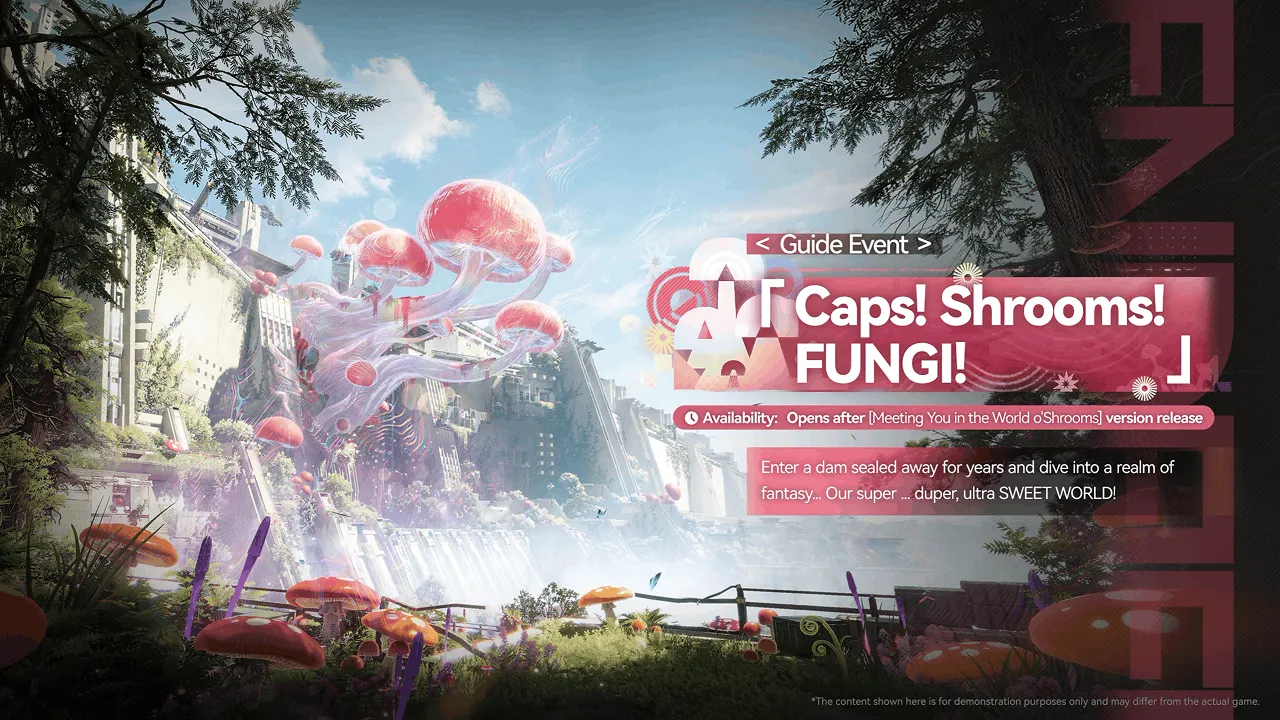 < Guide Event >
「Caps! Shrooms!
FUNGI!」
Availability: Opens after [Meeting You in the World o'Shrooms] version release
Enter a dam sealed away for years and dive into a realm of
fantasy... Our super ... duper, ultra SWEET WORLD!
*The content shown here is for demonstration purposes only and may differ from the actual game.